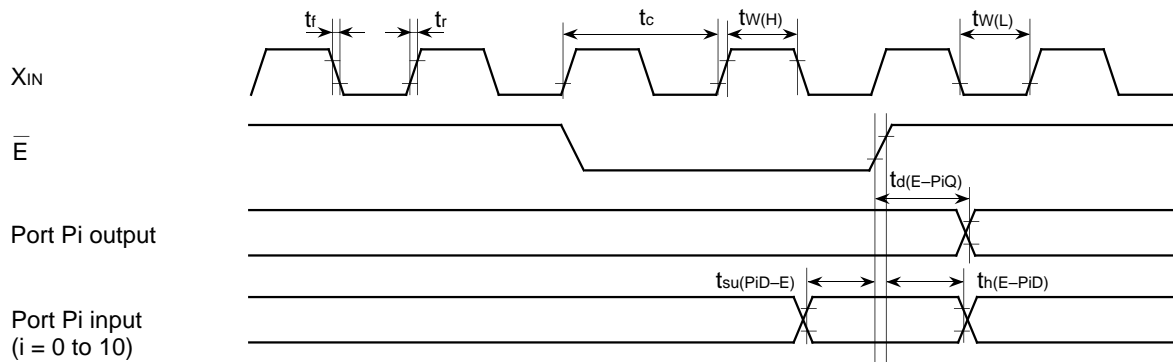 tf tr tc tW(H) tW(L)
XIN
E
td(E–PiQ)
Port Pi output
tsu(PiD–E) th(E–PiD)
Port Pi input
(i = 0 to 10)